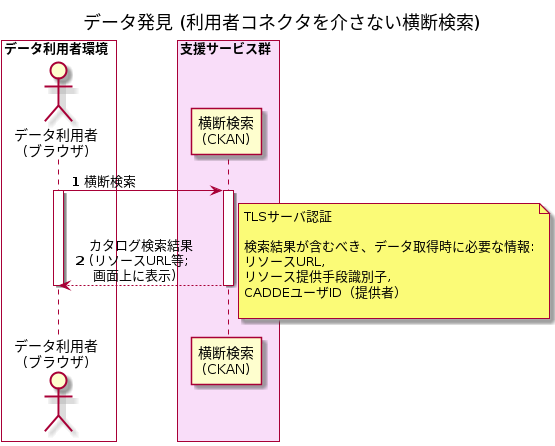 データ発見 (利用者コネクタを介さない横断検索)
データ利用者環境
支援サービス群
データ利用者
（ブラウザ）
横断検索
（CKAN）
1 横断検索
TLSサーバ認証
検索結果が含むべき、データ取得時に必要な情報:
リソースURL,
リソース提供手段識別子,
CADDEユーザID（提供者）
カタログ検索結果
2 （リソースURL等;
画面上に表示）
データ利用者
（ブラウザ）
横断検索
（CKAN）